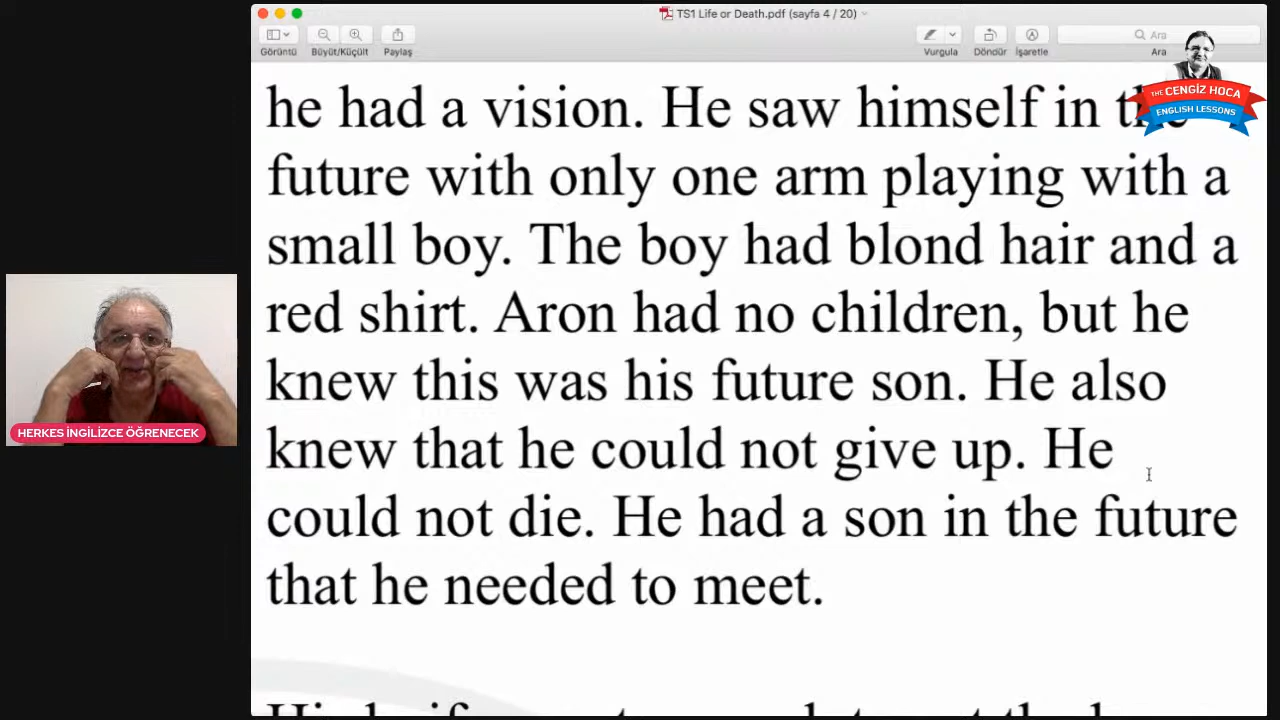 TS1 Life or Death.pdf (sayfa 4 / 20)
Görüntü
Büyüt/Küçült
Paylaş
Vurgula
Döndür
İşaretle
Ara
Ara
THE CENGİZ HOCA
ENGLISH LESSONS
he had a vision. He saw himself in the
future with only one arm playing with a
small boy. The boy had blond hair and a
red shirt. Aron had no children, but he
knew this was his future son. He also
knew that he could not give up. He
could not die. He had a son in the future
that he needed to meet.
HERKES İNGİLİZCE ÖĞRENECEK